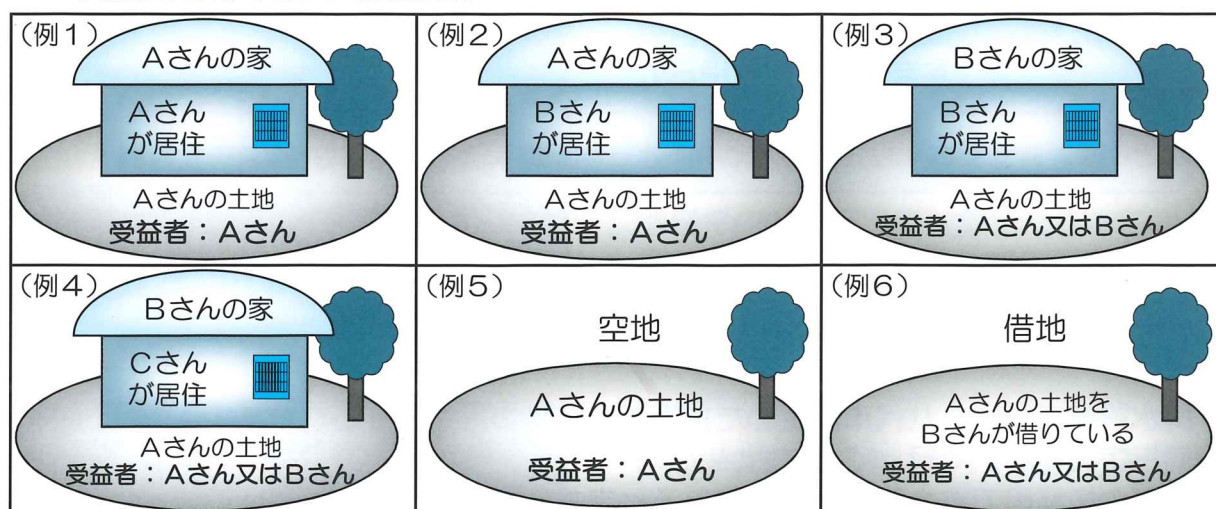 （例１）
Ａさんの家
Ａさん
が居住
Ａさんの土地
受益者：Ａさん
（例２）
Ａさんの家
Ｂさん
が居住
Ａさんの土地
受益者：Ａさん
（例３）
Ｂさんの家
Ｂさん
が居住
Ａさんの土地
受益者：Ａさん又はＢさん
（例４）
Ｂさんの家
Ｃさん
が居住
Ａさんの土地
受益者：Ａさん又はＢさん
（例５）
空地
Ａさんの土地
受益者：Ａさん
（例６）
借地
Ａさんの土地を
Ｂさんが借りている
受益者：Ａさん又はＢさん